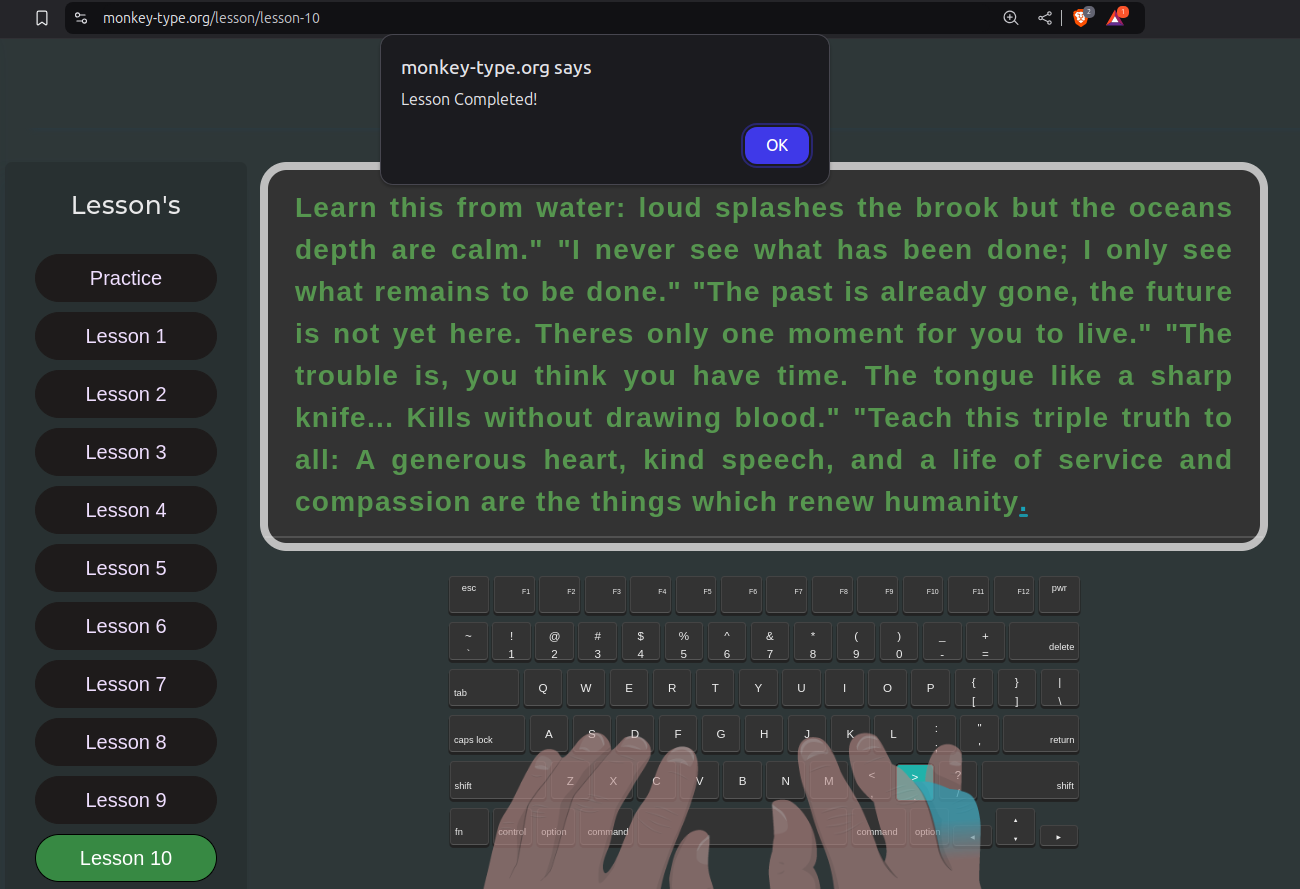 monkey-type.org/lesson/lesson-10
2
1
monkey-type.org says
Lesson Completed!
OK
Lesson's
Practice
Lesson 1
Lesson 2
Lesson 3
Lesson 4
Lesson 5
Lesson 6
Lesson 7
Lesson 8
Lesson 9
Lesson 10
Learn this from water: loud splashes the brook but the oceans
depth are calm." "I never see what has been done; I only see
what remains to be done." "The past is already gone, the future
is not yet here. Theres only one moment for you to live." "The
trouble is, you think you have time. The tongue like a sharp
knife... Kills without drawing blood." "Teach this triple truth to
all: A generous heart, kind speech, and a life of service and
compassion are the things which renew humanity.
esc F1 F2 F3 F4 F5 F6 F7 F8 F9 F10 F11 F12 pwr
~ ! @ # $ % ^ & * ( ) _ +
` 1 2 3 4 5 6 7 8 9 0 - = delete
tab Q W E R T Y U I O P { } |
[ ] \
caps lock A S D F G H J K L : " return
; '
shift Z X C V B N M < > ? shift
, /
fn control option command command option ◂ ▴ ▾ ▸